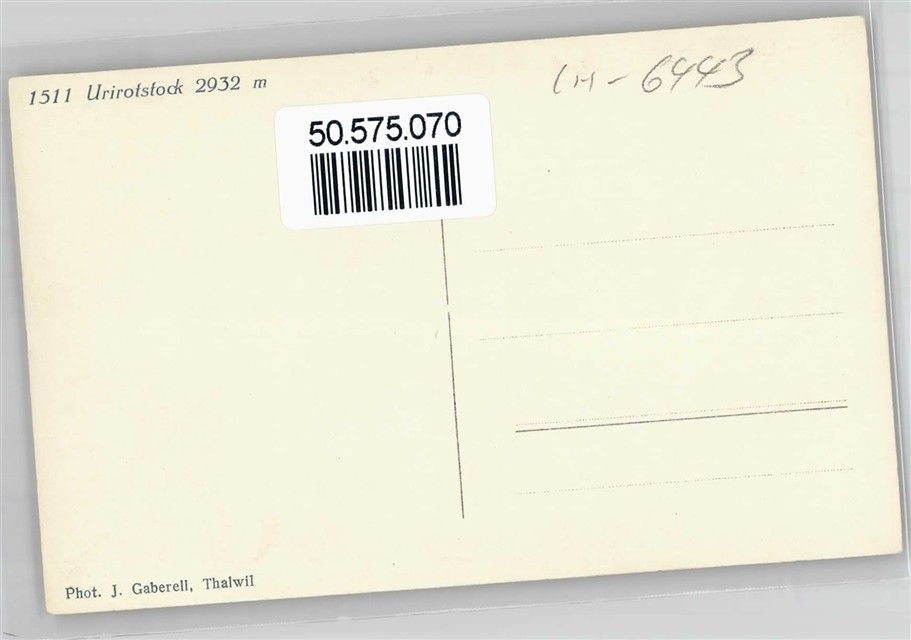 1511 Urirotstock 2932 m
CH-6443
50.575.070
Phot. J. Gaberell, Thalwil